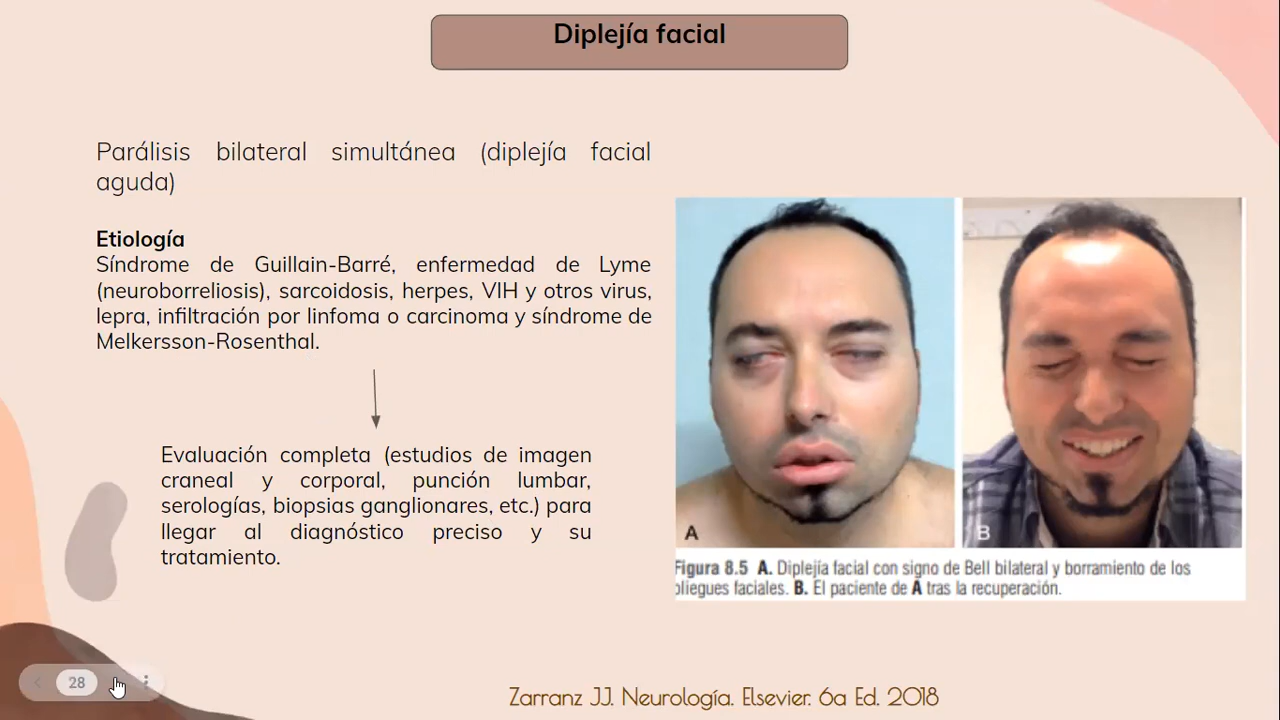 Diplejía facial
Parálisis bilateral simultánea (diplejía facial
aguda)
Etiología
Síndrome de Guillain-Barré, enfermedad de Lyme
(neuroborreliosis), sarcoidosis, herpes, VIH y otros virus,
lepra, infiltración por linfoma o carcinoma y síndrome de
Melkersson-Rosenthal.
Evaluación completa (estudios de imagen
craneal y corporal, punción lumbar,
serologías, biopsias ganglionares, etc.) para
llegar al diagnóstico preciso y su
tratamiento.
A
B
Figura 8.5 A. Diplejía facial con signo de Bell bilateral y borramiento de los
pliegues faciales. B. El paciente de A tras la recuperación.
28
Zarranz JJ. Neurología. Elsevier. 6a Ed. 2018